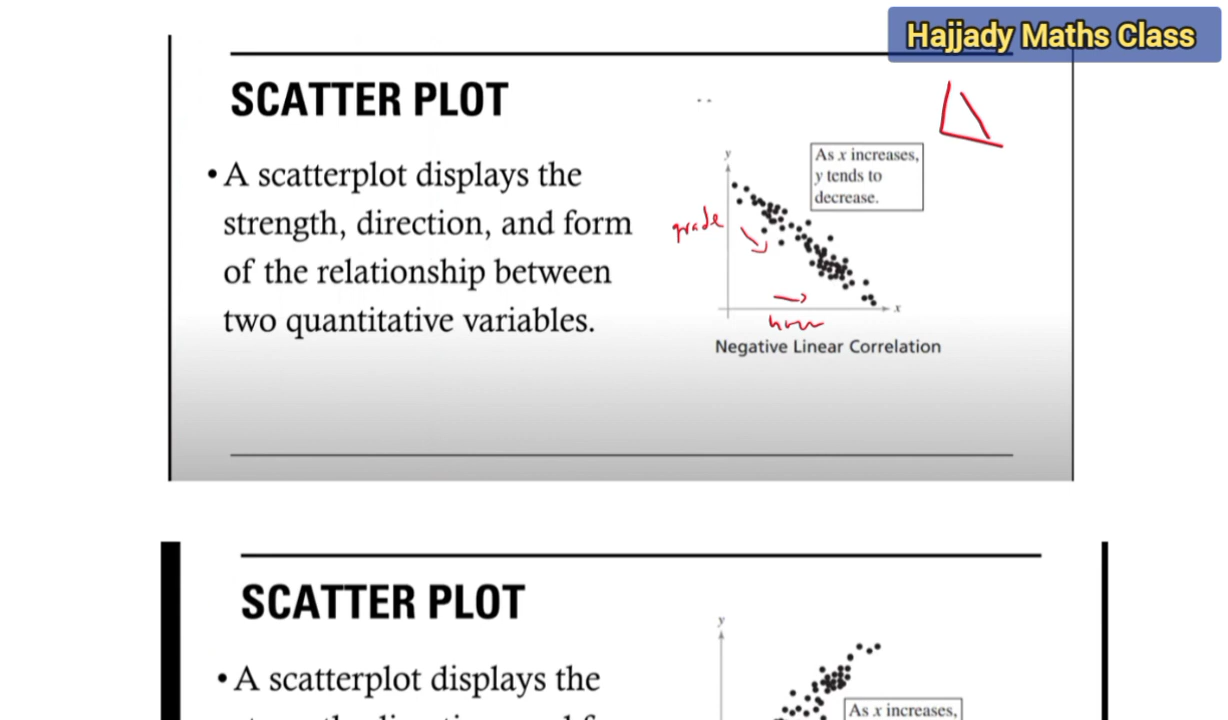 Hajjady Maths Class
SCATTER PLOT
• A scatterplot displays the
strength, direction, and form
of the relationship between
two quantitative variables.
y
As x increases,
y tends to
decrease.
grade
x
Negative Linear Correlation
SCATTER PLOT
• A scatterplot displays the
y
As x increases,